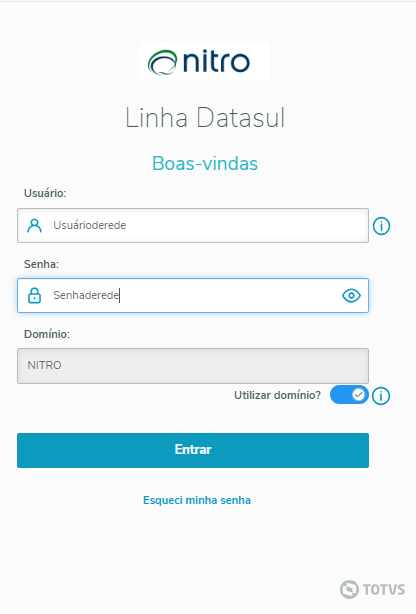 nitro
Linha Datasul
Boas-vindas
Usuário:
Usuárioderede
Senha:
Senhaderede
Domínio:
NITRO
Utilizar domínio?
Entrar
Esqueci minha senha
TOTVS